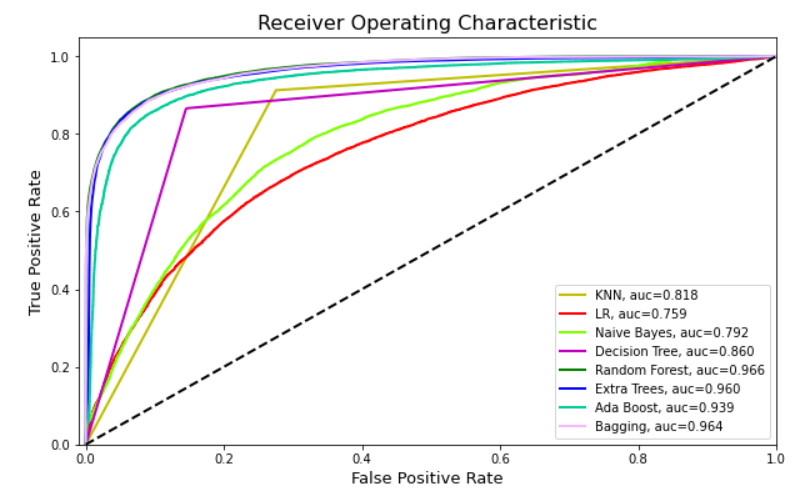 Receiver Operating Characteristic
True Positive Rate
1.0
0.8
0.6
0.4
0.2
0.0
KNN, auc=0.818
LR, auc=0.759
Naive Bayes, auc=0.792
Decision Tree, auc=0.860
Random Forest, auc=0.966
Extra Trees, auc=0.960
Ada Boost, auc=0.939
Bagging, auc=0.964
0.0 0.2 0.4 0.6 0.8 1.0
False Positive Rate